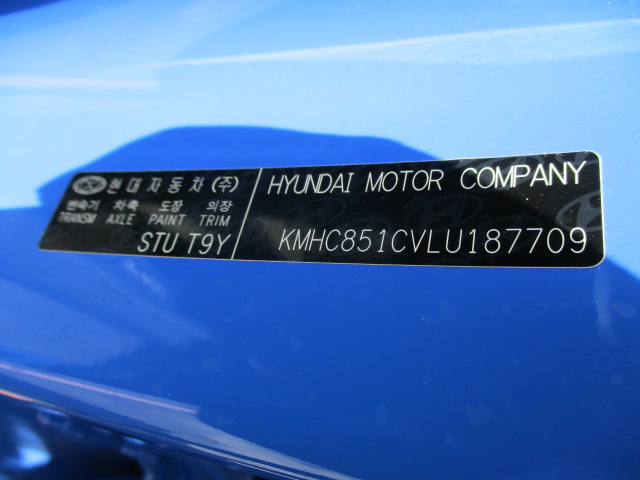 현대자동차(주)
변속기 차축 도장 의장
TRANSM AXLE PAINT TRIM
STU T9Y
HYUNDAI MOTOR COMPANY
KMHC851CVLU187709